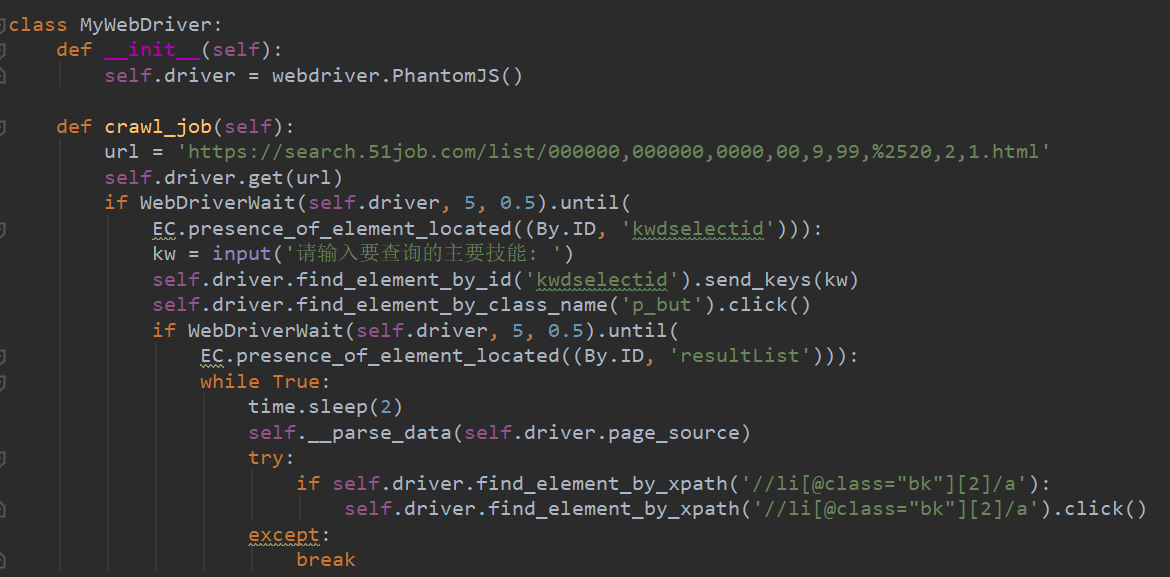 class MyWebDriver:
    def __init__(self):
        self.driver = webdriver.PhantomJS()

    def crawl_job(self):
        url = 'https://search.51job.com/list/000000,000000,0000,00,9,99,%2520,2,1.html'
        self.driver.get(url)
        if WebDriverWait(self.driver, 5, 0.5).until(
            EC.presence_of_element_located((By.ID, 'kwdselectid'))):
            kw = input('请输入要查询的主要技能: ')
            self.driver.find_element_by_id('kwdselectid').send_keys(kw)
            self.driver.find_element_by_class_name('p_but').click()
            if WebDriverWait(self.driver, 5, 0.5).until(
                EC.presence_of_element_located((By.ID, 'resultList'))):
                while True:
                    time.sleep(2)
                    self.__parse_data(self.driver.page_source)
                    try:
                        if self.driver.find_element_by_xpath('//li[@class="bk"][2]/a'):
                            self.driver.find_element_by_xpath('//li[@class="bk"][2]/a').click()
                    except:
                        break